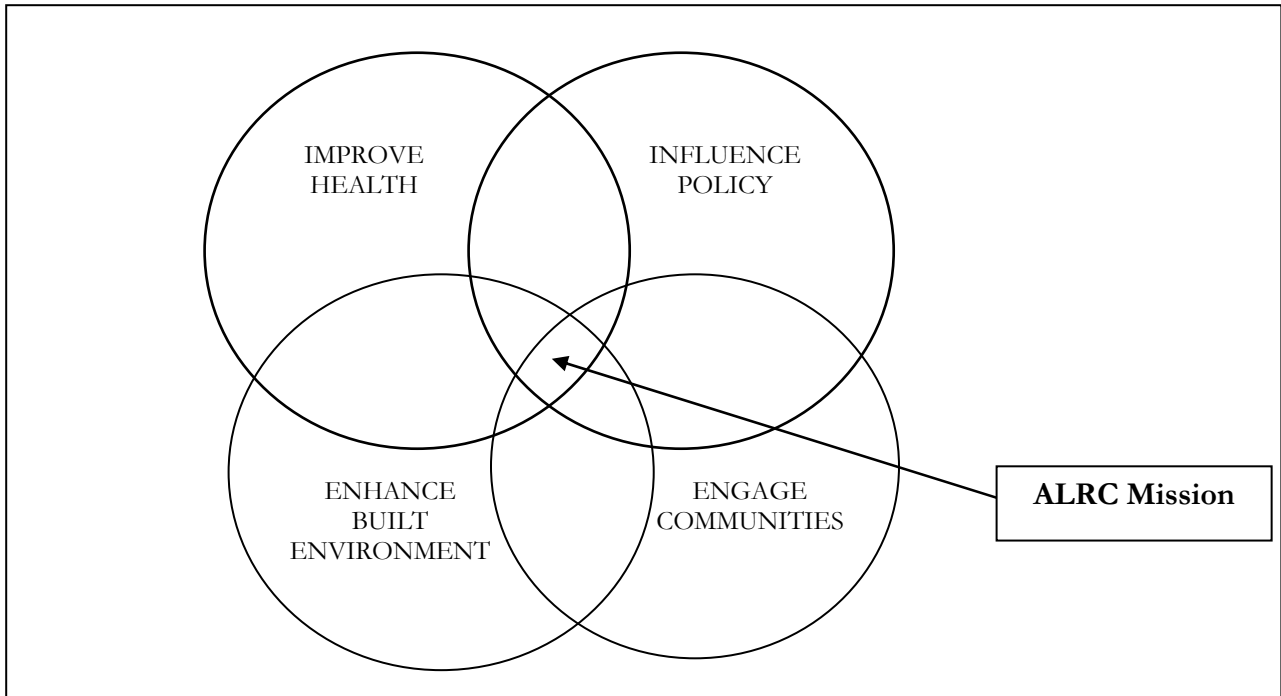 IMPROVE
HEALTH
INFLUENCE
POLICY
ENHANCE
BUILT
ENVIRONMENT
ENGAGE
COMMUNITIES
ALRC Mission